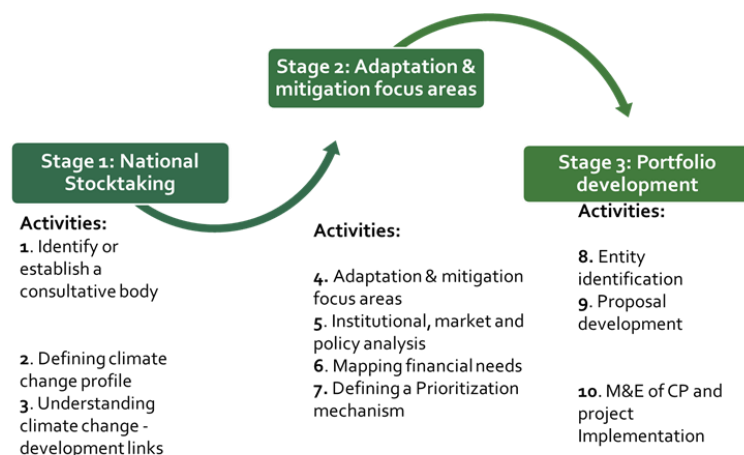 Stage 1: National
Stocktaking
Activities:
1. Identify or
establish a
consultative body
2. Defining climate
change profile
3. Understanding
climate change -
development links
Stage 2: Adaptation &
mitigation focus areas
Activities:
4. Adaptation & mitigation
focus areas
5. Institutional, market and
policy analysis
6. Mapping financial needs
7. Defining a Prioritization
mechanism
Stage 3: Portfolio
development
Activities:
8. Entity
identification
9. Proposal
development
10. M&E of CP and
project
Implementation